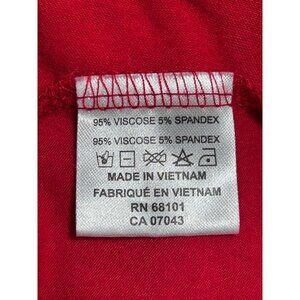 95% VISCOSE 5% SPANDEX
95% VISCOSE 5% SPANDEX
MADE IN VIETNAM
FABRIQUÉ EN VIETNAM
RN 68101
CA 07043